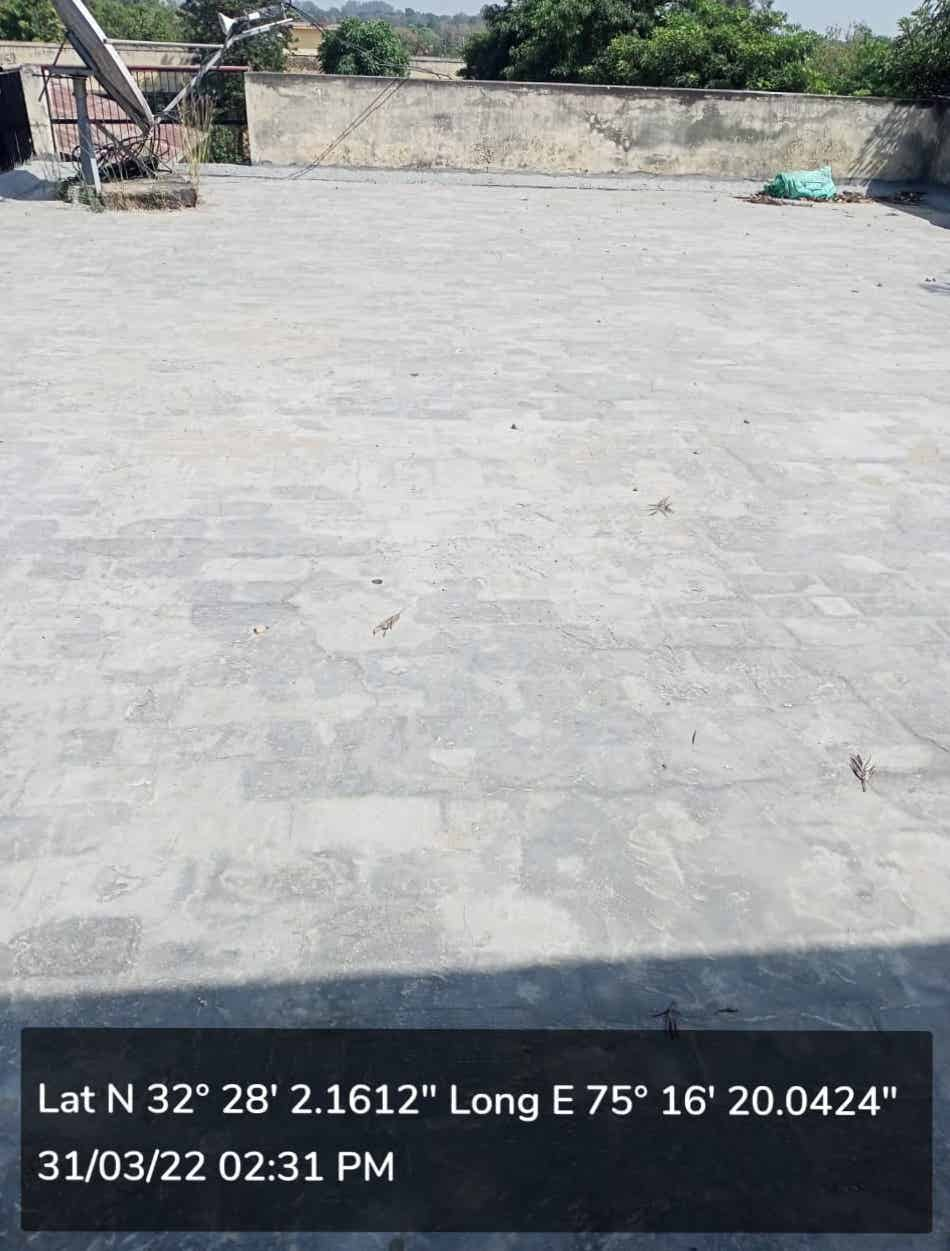 Lat N 32° 28' 2.1612" Long E 75° 16' 20.0424"
31/03/22 02:31 PM